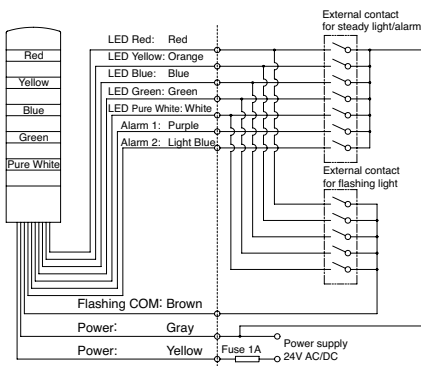 External contact
for steady light/alarm
Red
Yellow
Blue
Green
Pure White
LED Red: Red
LED Yellow: Orange
LED Blue: Blue
LED Green: Green
LED Pure White: White
Alarm 1: Purple
Alarm 2: Light Blue
External contact
for flashing light
Flashing COM: Brown
Power: Gray
Power: Yellow
Fuse 1A
Power supply
24V AC/DC